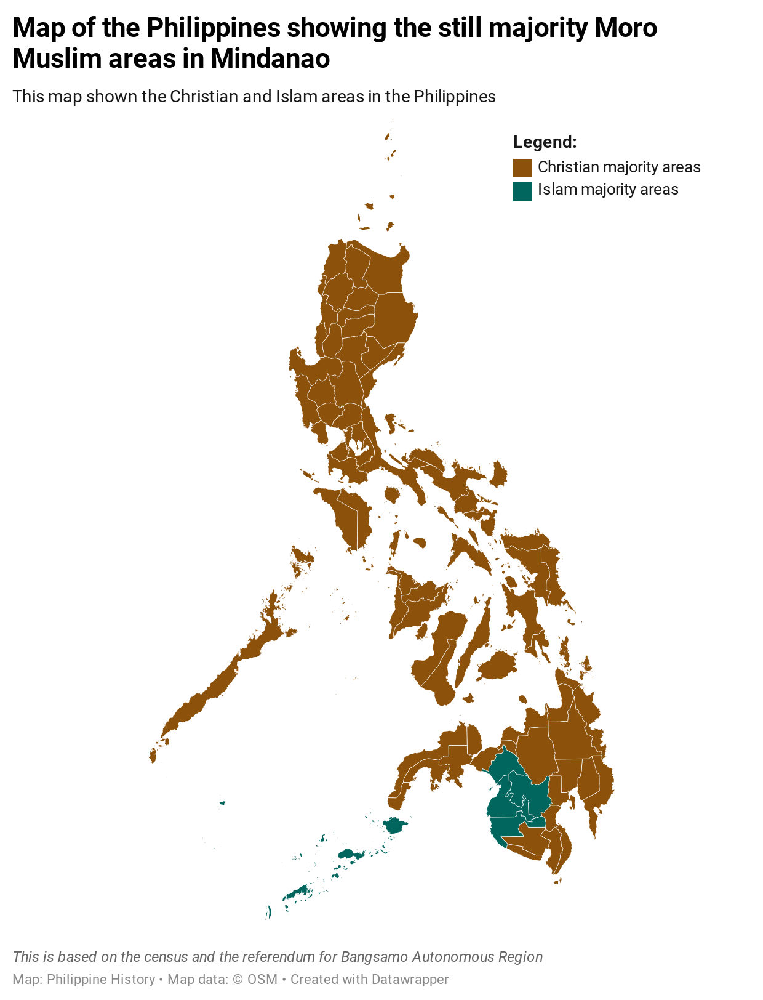 Map of the Philippines showing the still majority Moro
Muslim areas in Mindanao
This map shown the Christian and Islam areas in the Philippines
Legend:
Christian majority areas
Islam majority areas
This is based on the census and the referendum for Bangsamo Autonomous Region
Map: Philippine History • Map data: © OSM • Created with Datawrapper